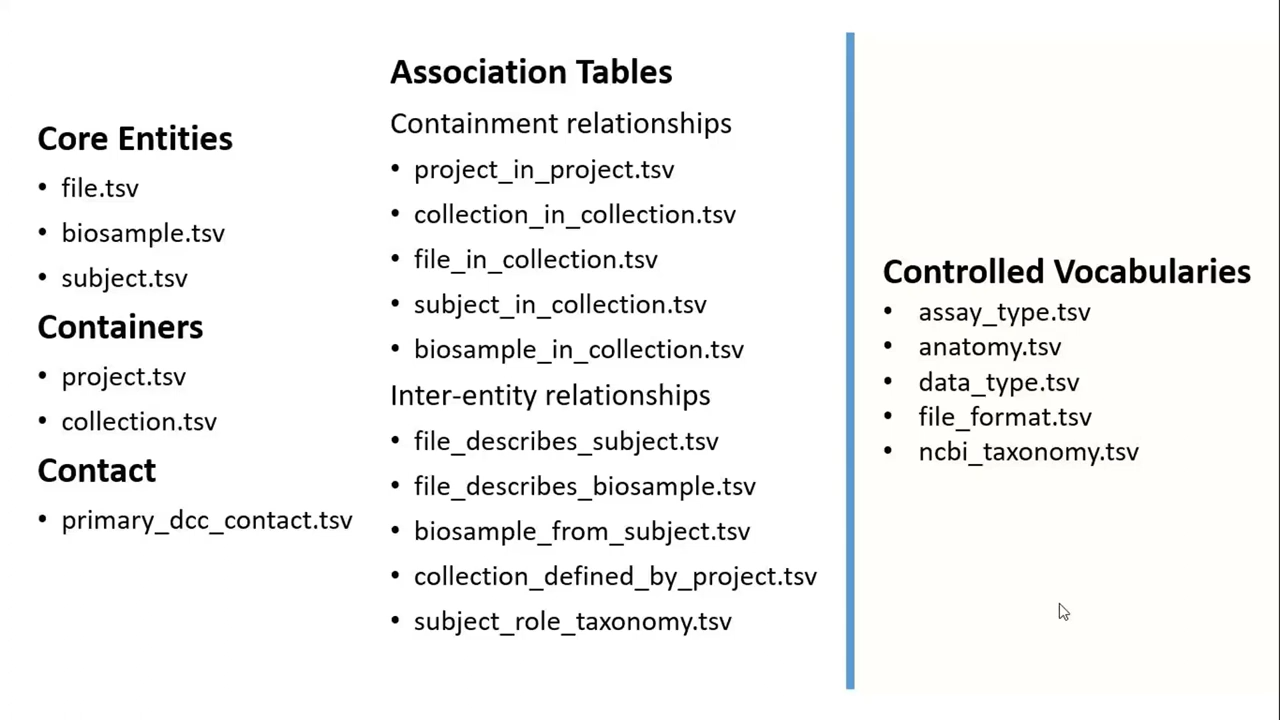 Core Entities
• file.tsv
• biosample.tsv
• subject.tsv
Containers
• project.tsv
• collection.tsv
Contact
• primary_dcc_contact.tsv
Association Tables
Containment relationships
• project_in_project.tsv
• collection_in_collection.tsv
• file_in_collection.tsv
• subject_in_collection.tsv
• biosample_in_collection.tsv
Inter-entity relationships
• file_describes_subject.tsv
• file_describes_biosample.tsv
• biosample_from_subject.tsv
• collection_defined_by_project.tsv
• subject_role_taxonomy.tsv
Controlled Vocabularies
• assay_type.tsv
• anatomy.tsv
• data_type.tsv
• file_format.tsv
• ncbi_taxonomy.tsv